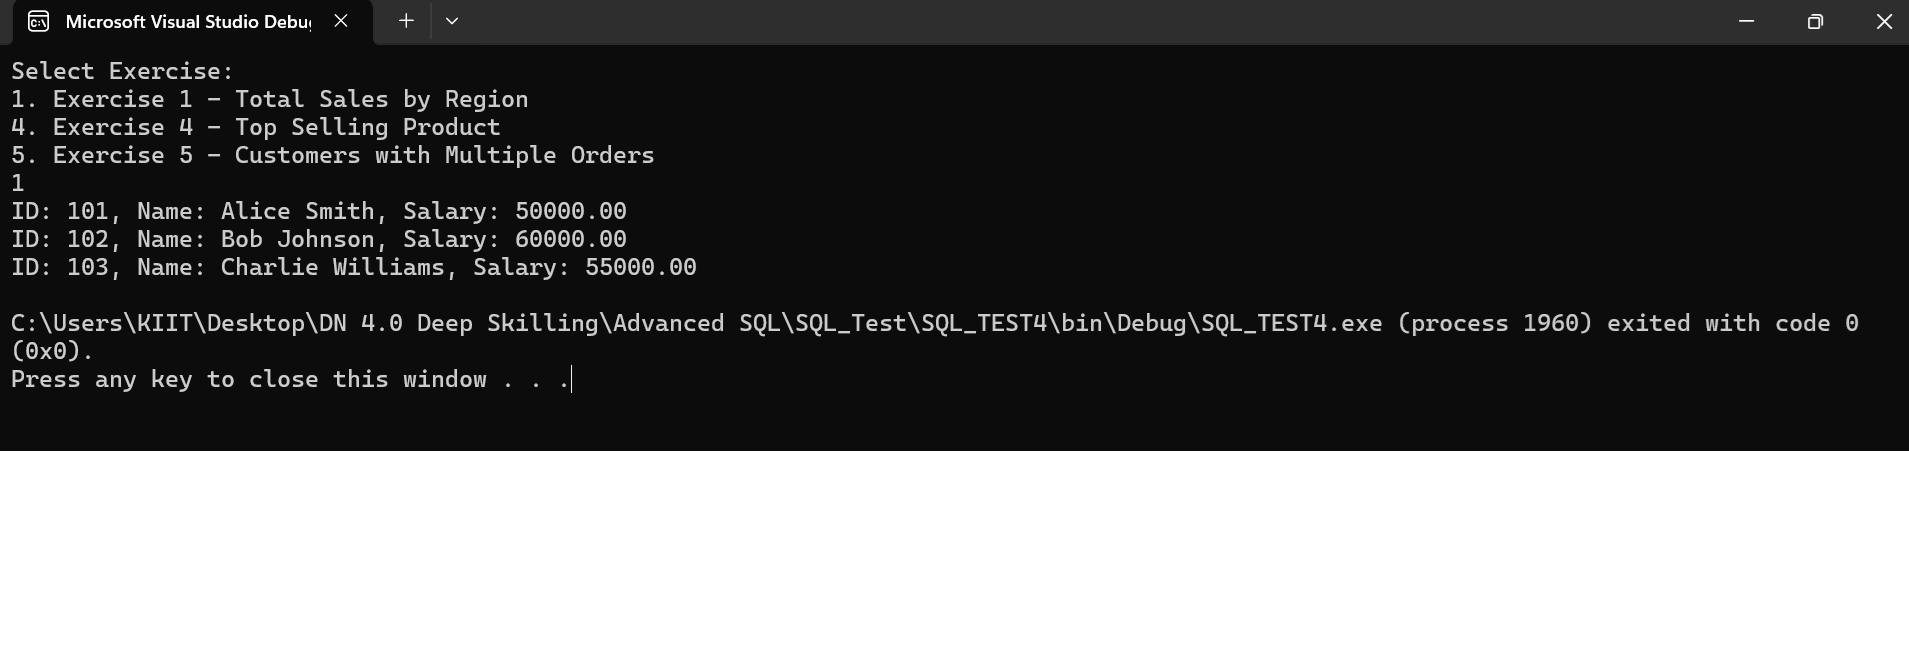 Microsoft Visual Studio Debu
Select Exercise:
1. Exercise 1 - Total Sales by Region
4. Exercise 4 - Top Selling Product
5. Exercise 5 - Customers with Multiple Orders
1
ID: 101, Name: Alice Smith, Salary: 50000.00
ID: 102, Name: Bob Johnson, Salary: 60000.00
ID: 103, Name: Charlie Williams, Salary: 55000.00
C:\Users\KIIT\Desktop\DN 4.0 Deep Skilling\Advanced SQL\SQL_Test\SQL_TEST4\bin\Debug\SQL_TEST4.exe (process 1960) exited with code 0
(0x0).
Press any key to close this window . . .